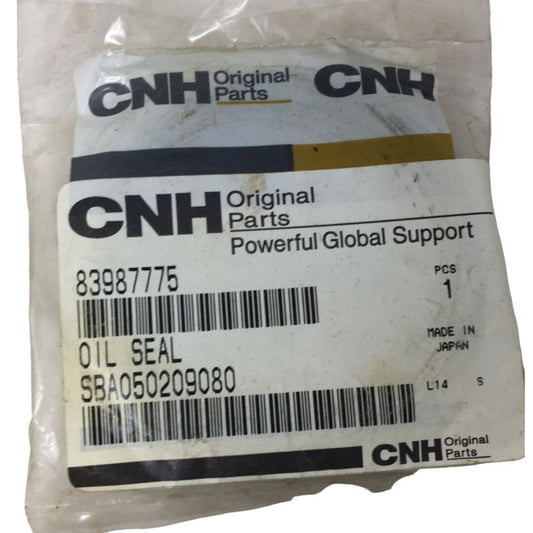 CNH Original Parts CNH
CNH Original Parts
Powerful Global Support
83987775
PCS
1
OIL SEAL
MADE IN
JAPAN
SBA050209080
L14 S
CNH Original Parts